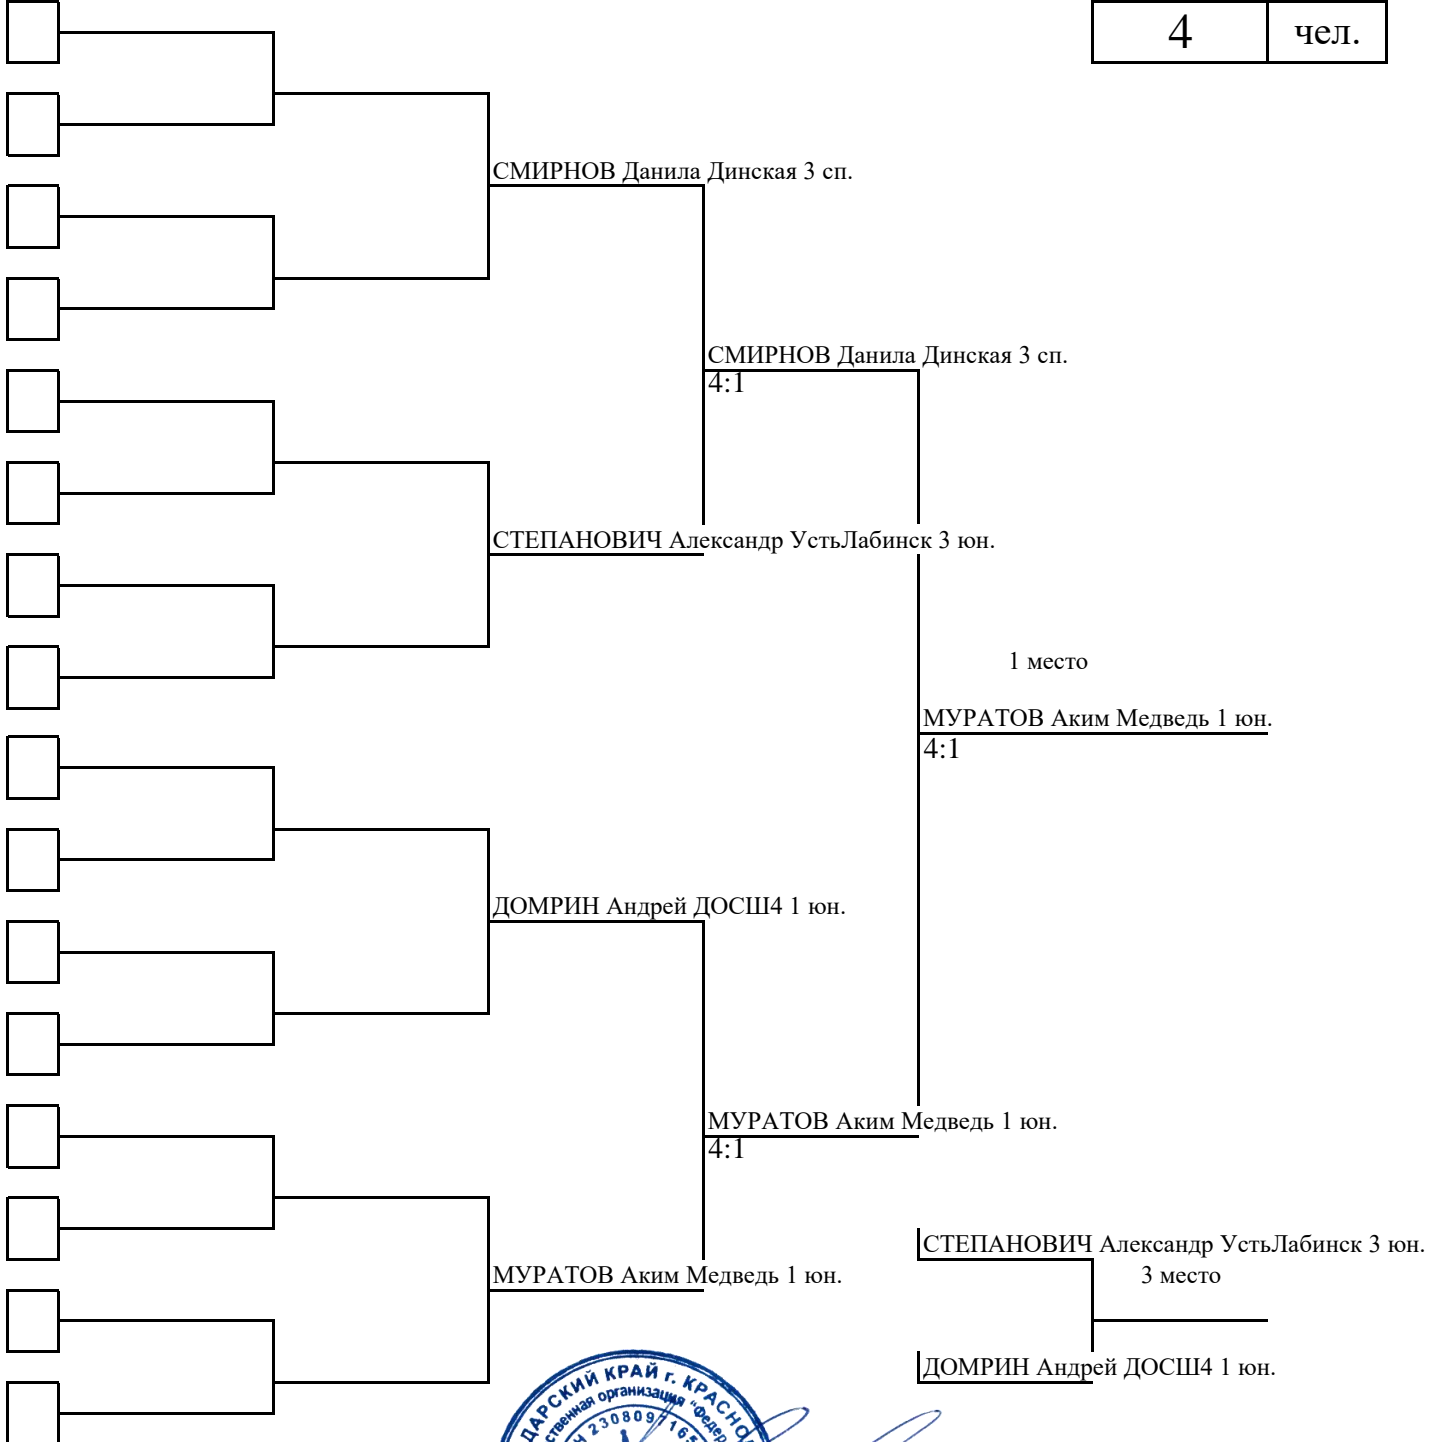 4 чел.
СМИРНОВ Данила Динская 3 сп.
СМИРНОВ Данила Динская 3 сп.
4:1
СТЕПАНОВИЧ Александр УстьЛабинск 3 юн.
1 место
МУРАТОВ Аким Медведь 1 юн.
4:1
ДОМРИН Андрей ДОСШ4 1 юн.
МУРАТОВ Аким Медведь 1 юн.
4:1
СТЕПАНОВИЧ Александр УстьЛабинск 3 юн.
МУРАТОВ Аким Медведь 1 юн.
3 место
ДОМРИН Андрей ДОСШ4 1 юн.
КРАЙ г.
организация